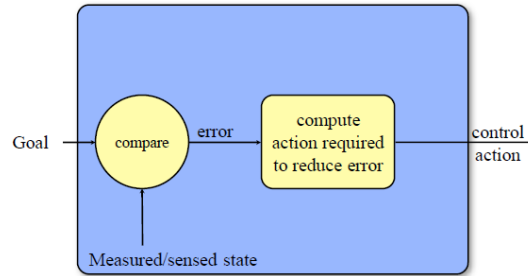 Goal
compare
error
compute
action required
to reduce error
control
action
Measured/sensed state